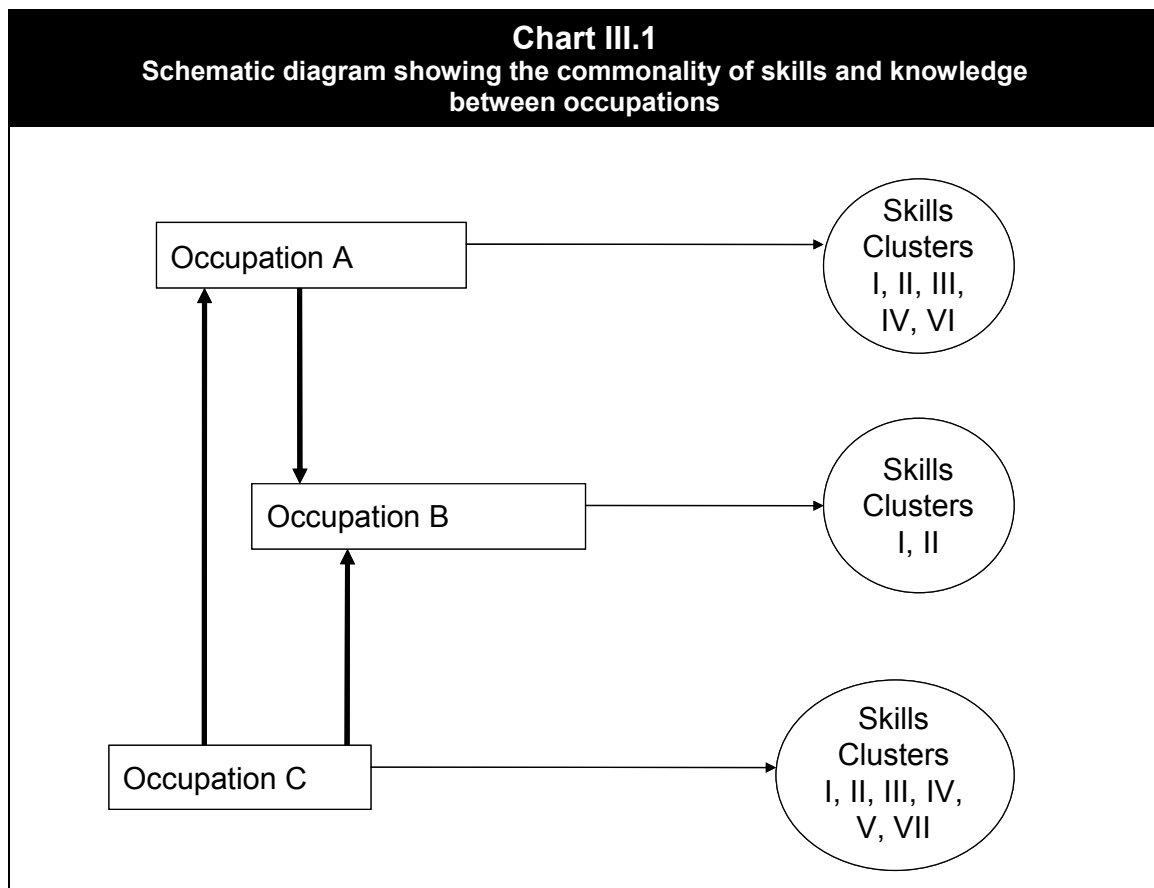 Chart III.1
Schematic diagram showing the commonality of skills and knowledge
between occupations
Occupation A
Skills
Clusters
I, II, III,
IV, VI
Occupation B
Skills
Clusters
I, II
Occupation C
Skills
Clusters
I, II, III, IV,
V, VII